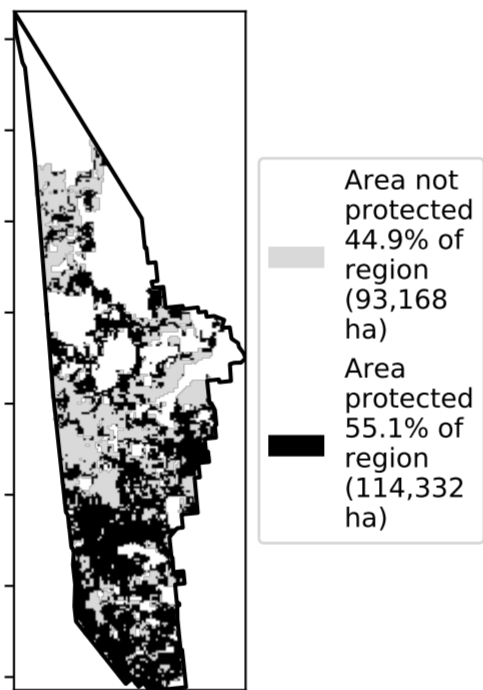 Area not
protected
44.9% of
region
(93,168
ha)
Area
protected
55.1% of
region
(114,332
ha)